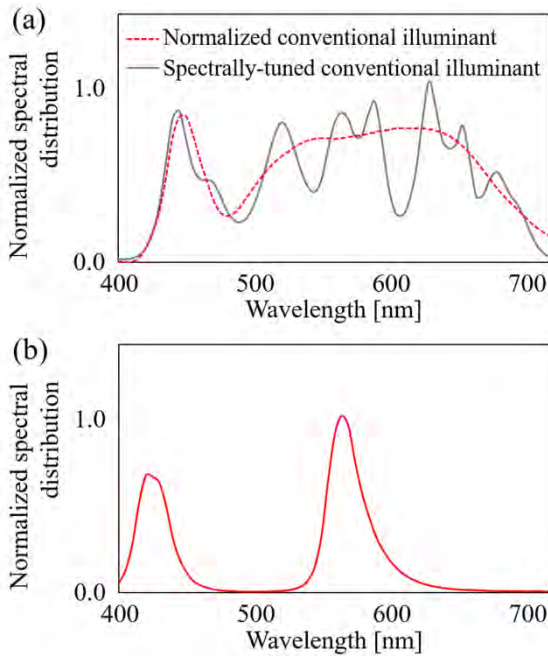 (a)
Normalized conventional illuminant
Spectrally-tuned conventional illuminant
Normalized spectral
distribution
1.0
0.0
400
500
600
700
Wavelength [nm]
(b)
Normalized spectral
distribution
1.0
0.0
400
500
600
700
Wavelength [nm]